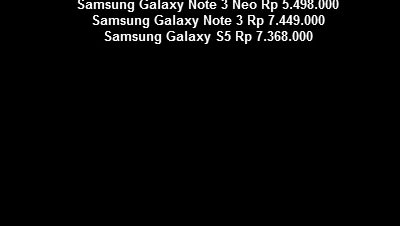 Samsung Galaxy Note 3 Neo Rp 5.498.000
Samsung Galaxy Note 3 Rp 7.449.000
Samsung Galaxy S5 Rp 7.368.000